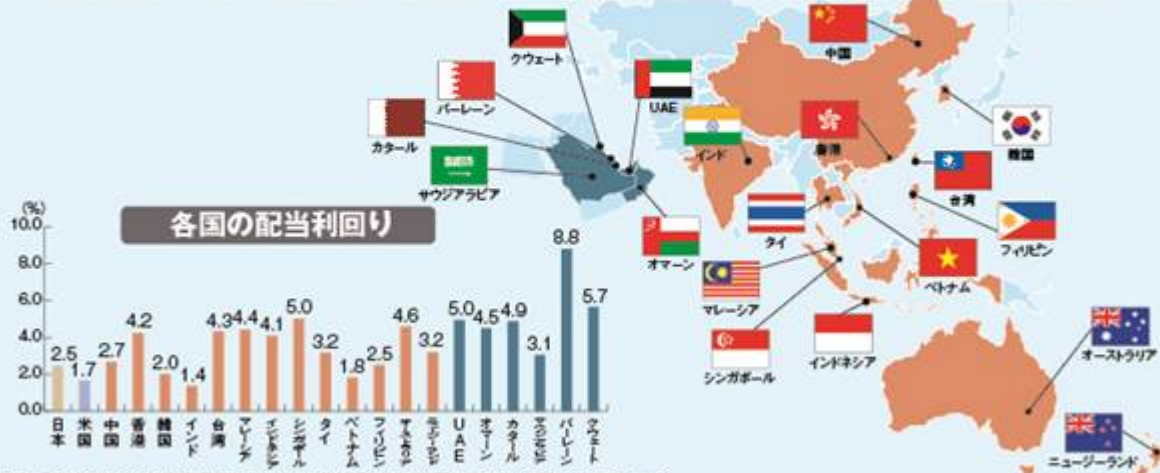 クウェート
中国
バーレーン
UAE
カタール
インド
香港
韓国
サウジアラビア
台湾
各国の配当利回り
(%)
10.0
8.0
6.0
4.0
2.0
0.0
タイ
フィリピン
オマーン
ベトナム
マレーシア
シンガポール
インドネシア
オーストラリア
ニュージーランド
2.5 1.7 2.7 4.2 2.0 1.4 4.3 4.4 4.1 5.0 3.2 1.8 2.5 4.6 3.2 5.0 4.5 4.9 3.1 8.8 5.7
日本 米国 中国 香港 韓国 インド 台湾 マレーシア インドネシア シンガポール タイ ベトナム フィリピン オーストラリア ニュージーランド UAE オマーン カタール サウジアラビア バーレーン クウェート